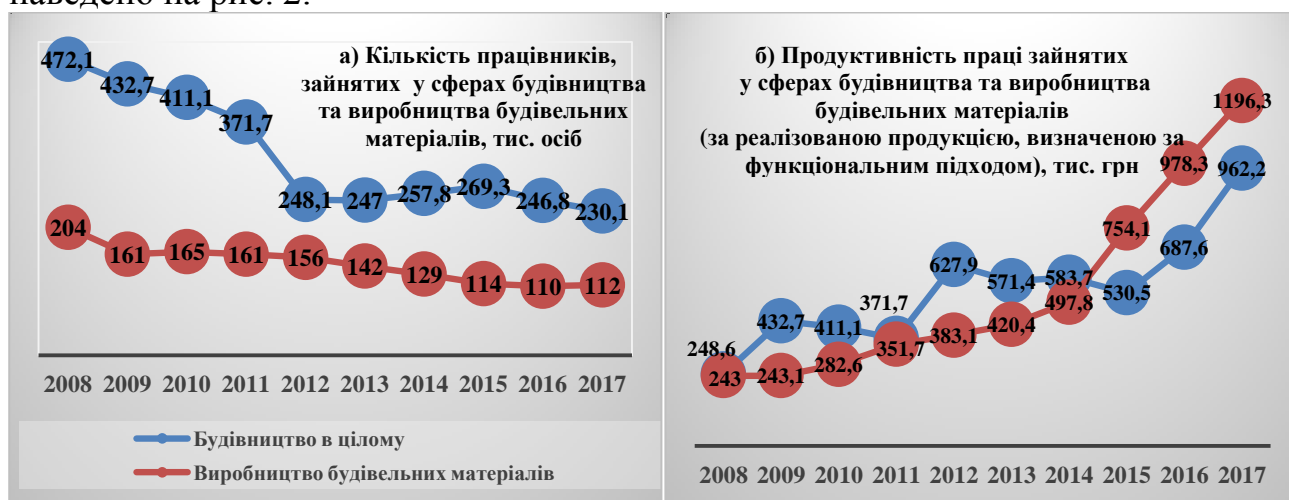 наведено на рис. 2.
а) Кількість працівників,
зайнятих у сферах будівництва
та виробництва будівельних
матеріалів, тис. осіб
472,1
432,7
411,1
371,7
248,1
247
257,8
269,3
246,8
230,1
204
161
165
161
156
142
129
114
110
112
2008 2009 2010 2011 2012 2013 2014 2015 2016 2017
Будівництво в цілому
Виробництво будівельних матеріалів
б) Продуктивність праці зайнятих
у сферах будівництва та виробництва
будівельних матеріалів
(за реалізованою продукцією, визначеною за
функціональним підходом), тис. грн
248,6
432,7
411,1
371,7
627,9
571,4
583,7
530,5
687,6
962,2
243
243,1
282,6
351,7
383,1
420,4
497,8
754,1
978,3
1196,3
2008 2009 2010 2011 2012 2013 2014 2015 2016 2017